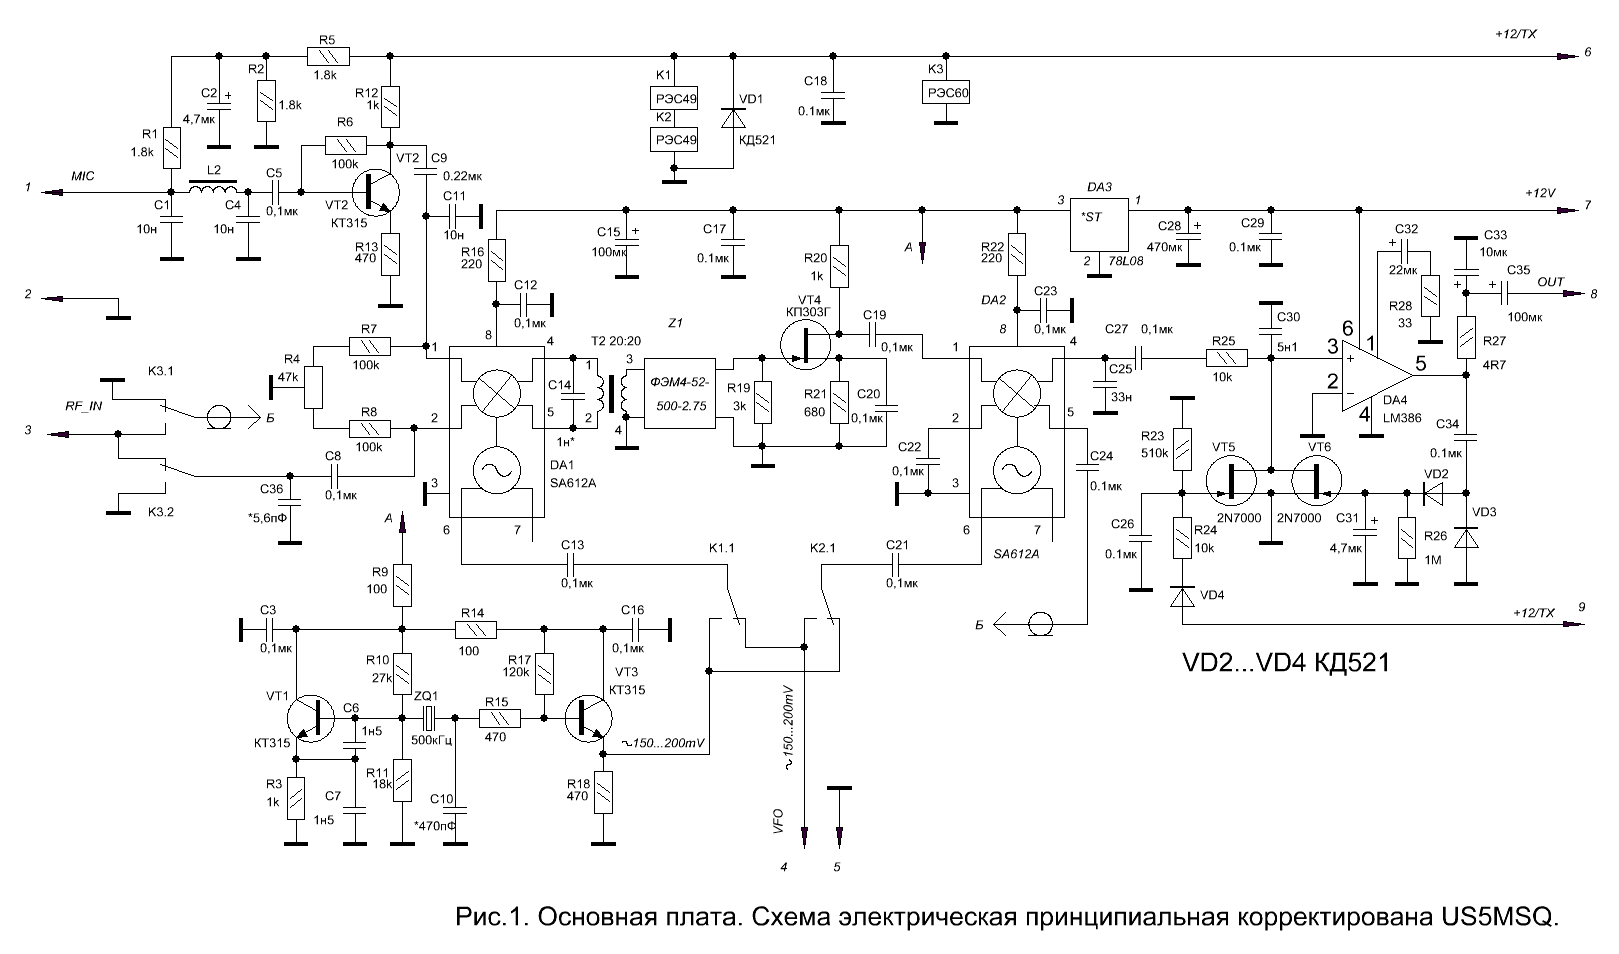 +12/TX
6
R5
1.8k
R2
1.8k
C2
+
4,7мк
R12
1k
K1
РЭС49
K2
РЭС49
VD1
КД521
C18
0.1мк
K3
РЭС60
R1
1.8k
R6
100k
VT2
C9
0.22мк
MIC
1
L2
C5
0,1мк
C1
10н
C4
10н
VT2
КТ315
R13
470
C11
10н
R16
220
C12
0,1мк
C15
+
100мк
C17
0.1мк
R20
1k
A
R22
220
DA3
3
*ST
1
2
78L08
C28
+
470мк
C29
0.1мк
+12V
7
C32
+
22мк
C33
10мк
+
+
C35
100мк
OUT
8
R28
33
R27
4R7
2
R7
100k
R4
47k
R8
100k
K3.1
RF_IN
Б
3
K3.2
C8
0,1мк
C36
*5,6пФ
8
1
4
2
5
3
6
7
DA1
SA612A
C14
1н*
T2 20:20
1
2
3
4
Z1
ФЭМ4-52-
500-2.75
VT4
КП303Г
R19
3k
R21
680
C19
0,1мк
C20
0,1мк
DA2
C23
0,1мк
8
1
4
2
5
3
6
7
SA612A
C22
0,1мк
C24
0.1мк
C27
0,1мк
C25
33н
R25
10k
C30
5н1
6
3
+
1
2
−
5
4
DA4
LM386
C34
0.1мк
R23
510k
VT5
2N7000
VT6
2N7000
C26
0.1мк
R24
10k
C31
+
4,7мк
R26
1M
VD2
VD3
VD4
9
+12/TX
VD2...VD4 КД521
A
R9
100
C13
0,1мк
K1.1
K2.1
C21
0,1мк
Б
C3
0,1мк
R14
100
C16
0,1мк
R10
27k
R17
120k
VT3
КТ315
VT1
КТ315
C6
1н5
ZQ1
500кГц
R15
470
~150...200mV
~150...200mV
R3
1k
C7
1н5
R11
18k
C10
*470пФ
R18
470
VFO
4
5
Рис.1. Основная плата. Схема электрическая принципиальная корректирована US5MSQ.